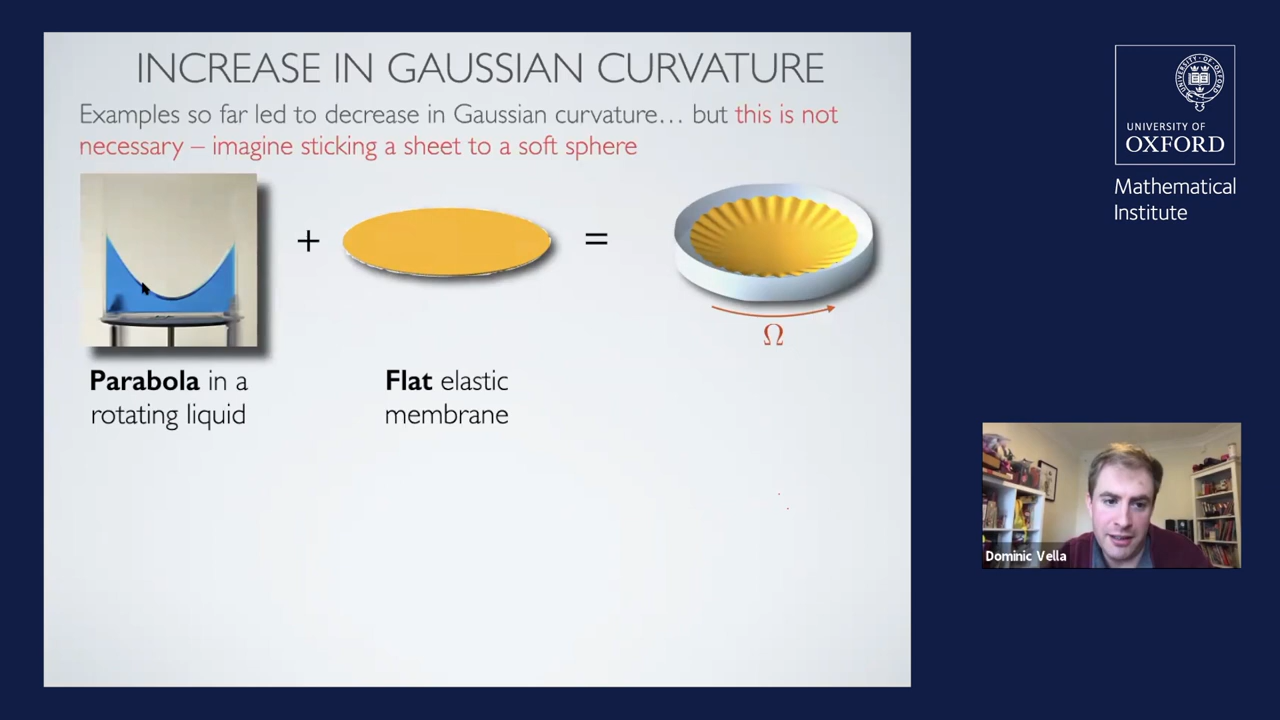 INCREASE IN GAUSSIAN CURVATURE
Examples so far led to decrease in Gaussian curvature… but this is not
necessary – imagine sticking a sheet to a soft sphere
+
=
Ω
Parabola in a
rotating liquid
Flat elastic
membrane
UNIVERSITY OF
OXFORD
Mathematical
Institute
Dominic Vella